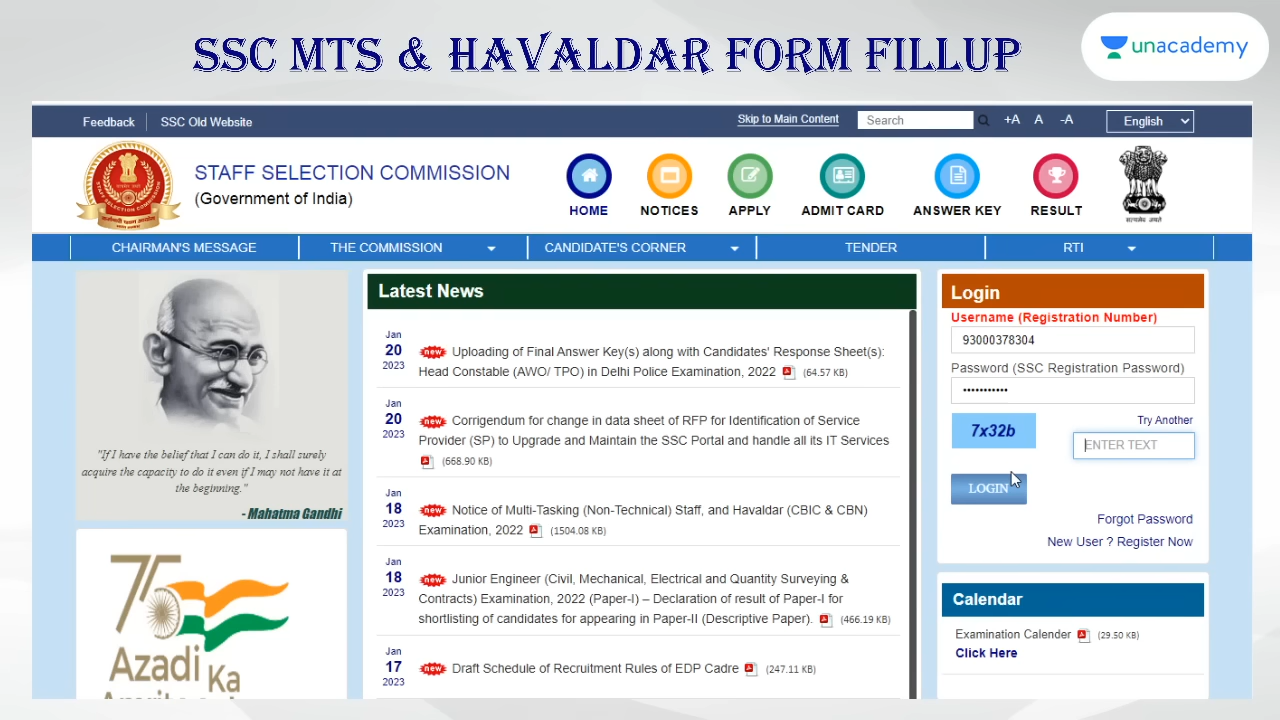 SSC MTS & HAVALDAR FORM FILLUP
unacademy
Feedback
SSC Old Website
Skip to Main Content
Search
+A
A
-A
English
STAFF SELECTION COMMISSION
(Government of India)
HOME
NOTICES
APPLY
ADMIT CARD
ANSWER KEY
RESULT
सत्यमेव जयते
CHAIRMAN'S MESSAGE
THE COMMISSION
CANDIDATE'S CORNER
TENDER
RTI
"If I have the belief that I can do it, I shall surely
acquire the capacity to do it even if I may not have it at
the beginning."
- Mahatma Gandhi
75
Azadi Ka
Latest News
Jan
20
2023
new Uploading of Final Answer Key(s) along with Candidates' Response Sheet(s):
Head Constable (AWO/ TPO) in Delhi Police Examination, 2022 (64.57 KB)
Jan
20
2023
new Corrigendum for change in data sheet of RFP for Identification of Service
Provider (SP) to Upgrade and Maintain the SSC Portal and handle all its IT Services
(668.90 KB)
Jan
18
2023
new Notice of Multi-Tasking (Non-Technical) Staff, and Havaldar (CBIC & CBN)
Examination, 2022 (1504.08 KB)
Jan
18
2023
new Junior Engineer (Civil, Mechanical, Electrical and Quantity Surveying &
Contracts) Examination, 2022 (Paper-I) – Declaration of result of Paper-I for
shortlisting of candidates for appearing in Paper-II (Descriptive Paper). (466.19 KB)
Jan
17
2023
new Draft Schedule of Recruitment Rules of EDP Cadre (247.11 KB)
Login
Username (Registration Number)
93000378304
Password (SSC Registration Password)
•••••••••••
7x32b
Try Another
ENTER TEXT
LOGIN
Forgot Password
New User ? Register Now
Calendar
Examination Calender (29.50 KB)
Click Here